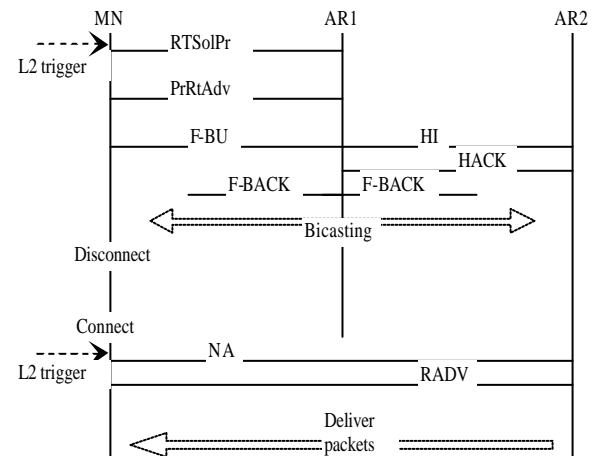 MN AR1 AR2
RTSolPr
L2 trigger
PrRtAdv
F-BU HI
HACK
F-BACK F-BACK
Bicasting
Disconnect
Connect
NA
L2 trigger
RADV
Deliver
packets